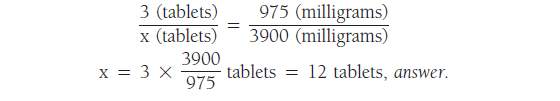 3 (tablets) / x (tablets) = 975 (milligrams) / 3900 (milligrams)
x = 3 × 3900 / 975 tablets = 12 tablets, answer.